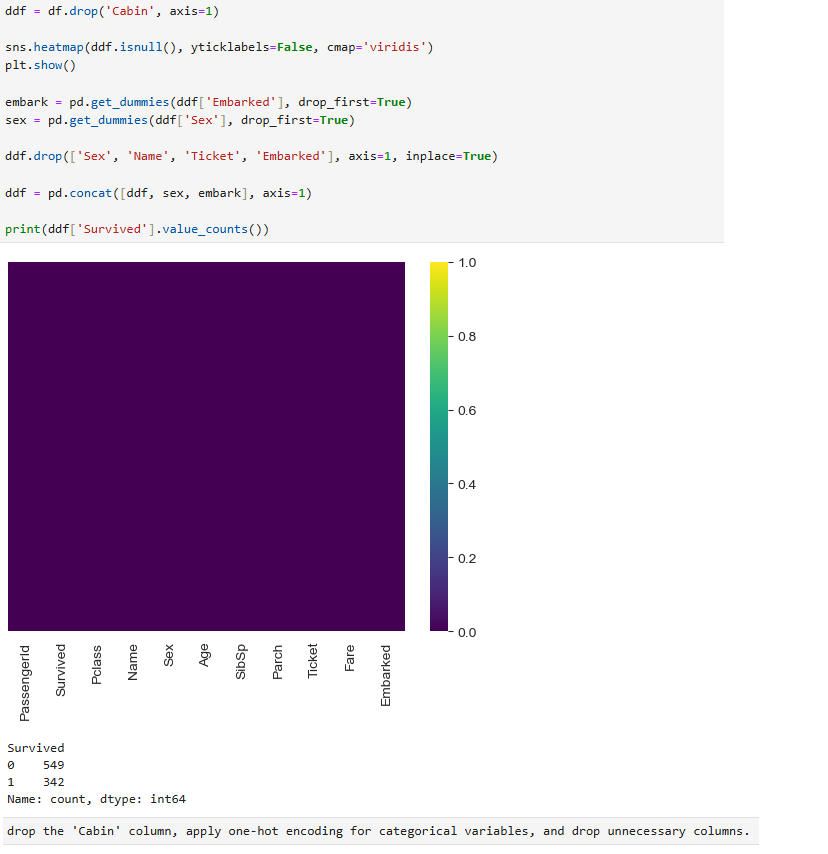 ddf = df.drop('Cabin', axis=1)
sns.heatmap(ddf.isnull(), yticklabels=False, cmap='viridis')
plt.show()
embark = pd.get_dummies(ddf['Embarked'], drop_first=True)
sex = pd.get_dummies(ddf['Sex'], drop_first=True)
ddf.drop(['Sex', 'Name', 'Ticket', 'Embarked'], axis=1, inplace=True)
ddf = pd.concat([ddf, sex, embark], axis=1)
print(ddf['Survived'].value_counts())
1.0
0.8
0.6
0.4
0.2
0.0
PassengerId
Survived
Pclass
Name
Sex
Age
SibSp
Parch
Ticket
Fare
Embarked
Survived
0    549
1    342
Name: count, dtype: int64
drop the 'Cabin' column, apply one-hot encoding for categorical variables, and drop unnecessary columns.